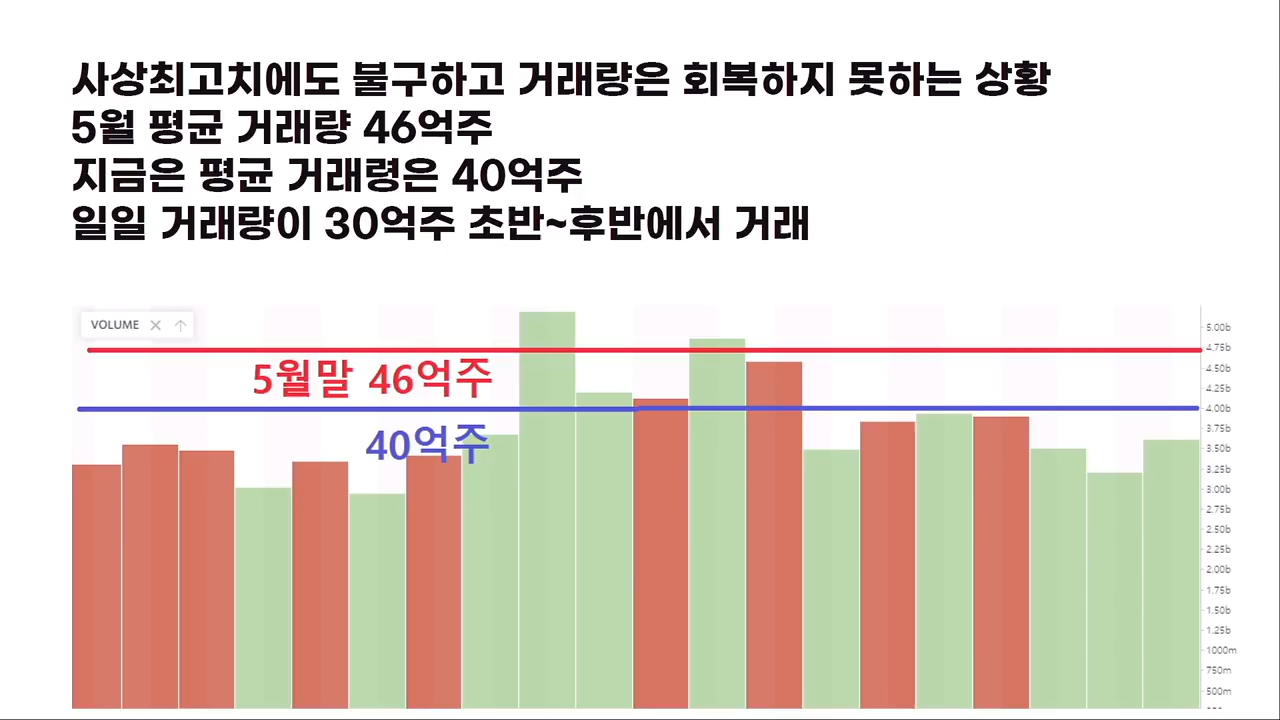 사상최고치에도 불구하고 거래량은 회복하지 못하는 상황
5월 평균 거래량 46억주
지금은 평균 거래령은 40억주
일일 거래량이 30억주 초반~후반에서 거래
VOLUME
5월말 46억주
40억주
5.00b
4.75b
4.50b
4.25b
4.00b
3.75b
3.50b
3.25b
3.00b
2.75b
2.50b
2.25b
2.00b
1.75b
1.50b
1.25b
1000m
750m
500m